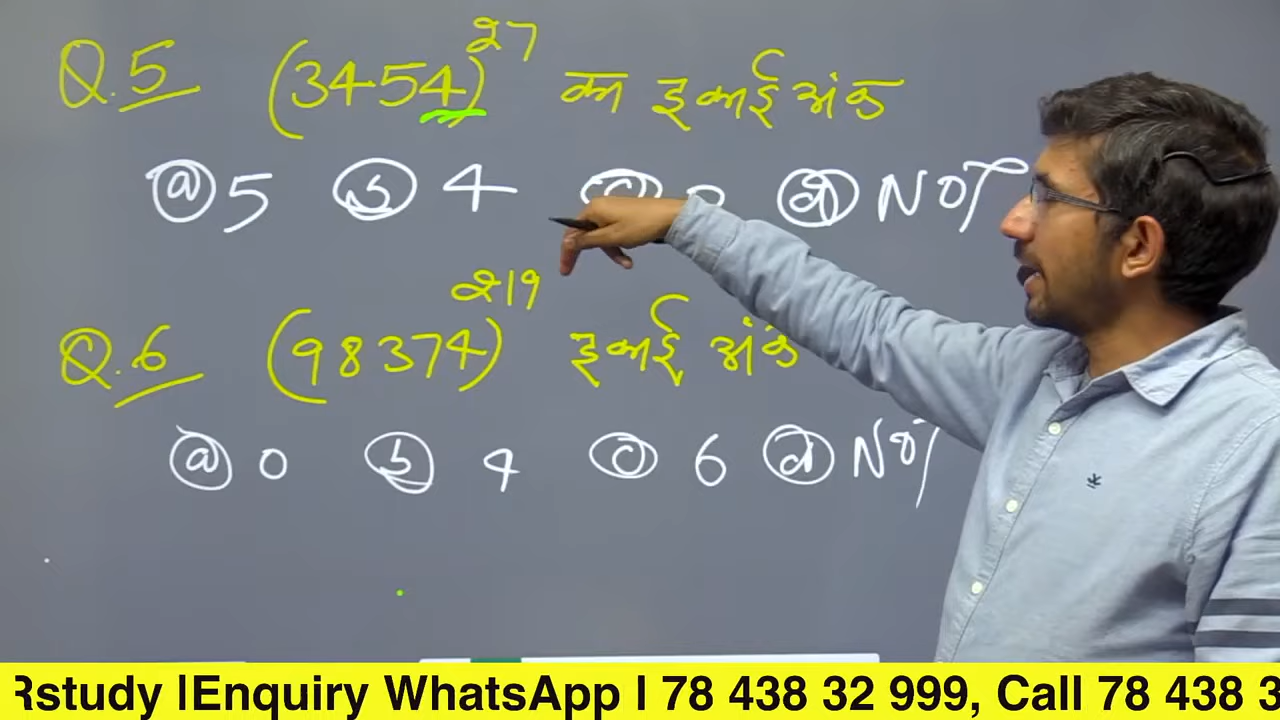 Q.5 (3454)²⁷ का इकाई अंक
(a) 5 (b) 4 (c) (d) NOT
Q.6 (98374)²¹⁹ इकाई अंक
(a) 0 (b) 4 (c) 6 (d) NOT
Rstudy |Enquiry WhatsApp | 78 438 32 999, Call 78 438 3